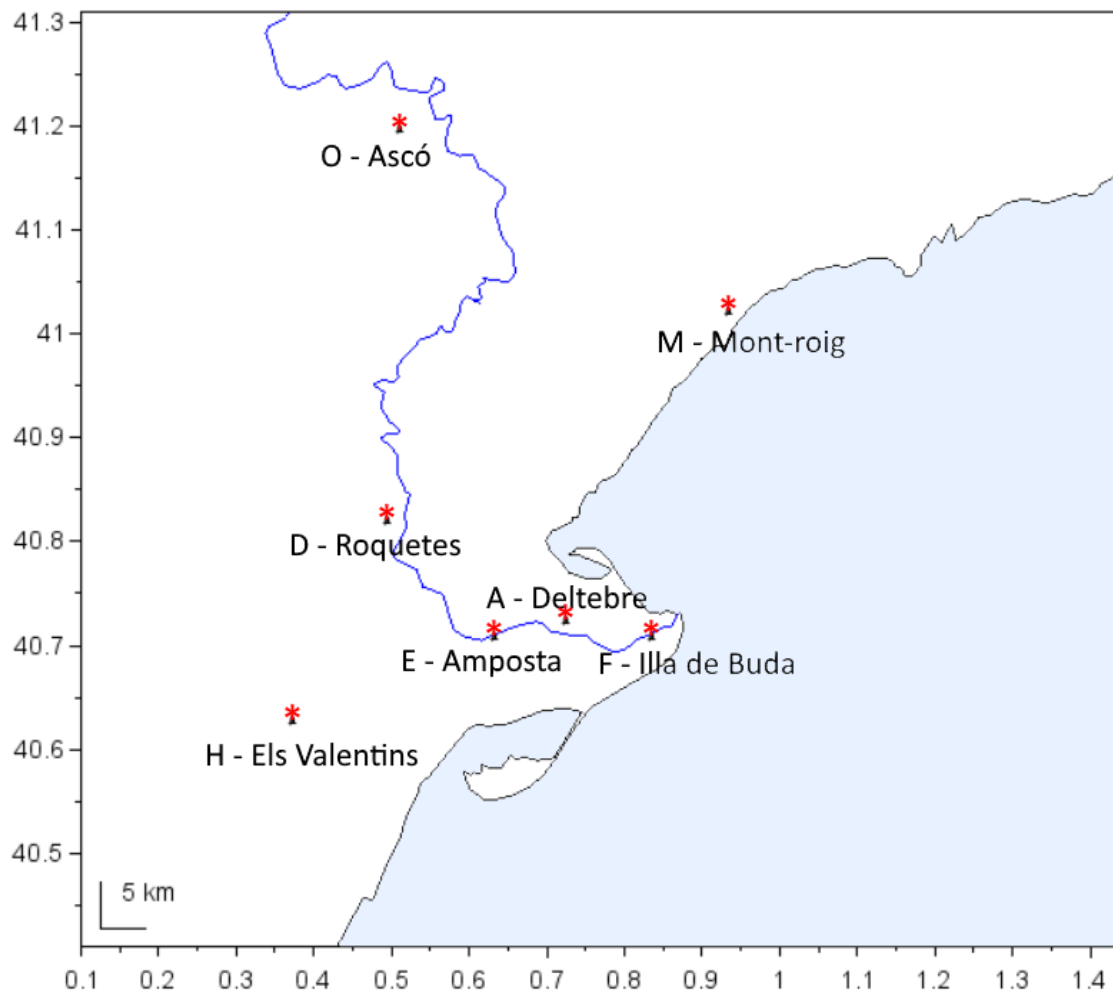 41.3
41.2
O - Ascó
41.1
41
M - Mont-roig
40.9
40.8
D - Roquetes
A - Deltebre
40.7
E - Amposta
F - Illa de Buda
40.6
H - Els Valentins
40.5
5 km
0.1 0.2 0.3 0.4 0.5 0.6 0.7 0.8 0.9 1 1.1 1.2 1.3 1.4